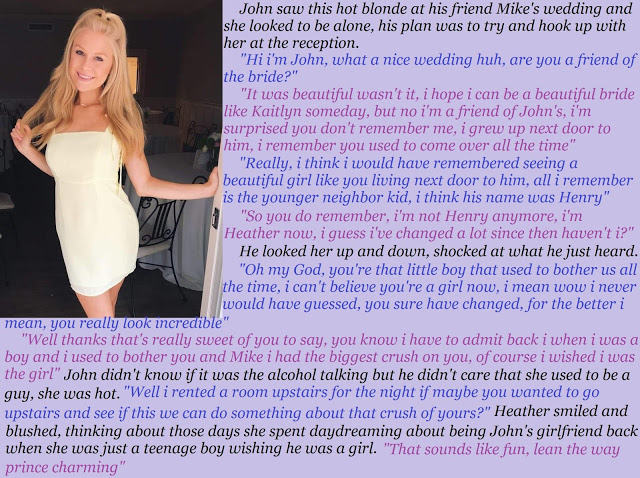 John saw this hot blonde at his friend Mike's wedding and
she looked to be alone, his plan was to try and hook up with
her at the reception.
"Hi i'm John, what a nice wedding huh, are you a friend of
the bride?"
"It was beautiful wasn't it, i hope i can be a beautiful bride
like Kaitlyn someday, but no i'm a friend of John's, i'm
surprised you don't remember me, i grew up next door to
him, i remember you used to come over all the time"
"Really, i think i would have remembered seeing a
beautiful girl like you living next door to him, all i remember
is the younger neighbor kid, i think his name was Henry"
"So you do remember, i'm not Henry anymore, i'm
Heather now, i guess i've changed a lot since then haven't i?"
He looked her up and down, shocked at what he just heard.
"Oh my God, you're that little boy that used to bother us all
the time, i can't believe you're a girl now, i mean wow i never
would have guessed, you sure have changed, for the better i
mean, you really look incredible"
"Well thanks that's really sweet of you to say, you know i have to admit back i when i was a
boy and i used to bother you and Mike i had the biggest crush on you, of course i wished i was
the girl" John didn't know if it was the alcohol talking but he didn't care that she used to be a
guy, she was hot. "Well i rented a room upstairs for the night if maybe you wanted to go
upstairs and see if this we can do something about that crush of yours?" Heather smiled and
blushed, thinking about those days she spent daydreaming about being John's girlfriend back
when she was just a teenage boy wishing he was a girl. "That sounds like fun, lean the way
prince charming"